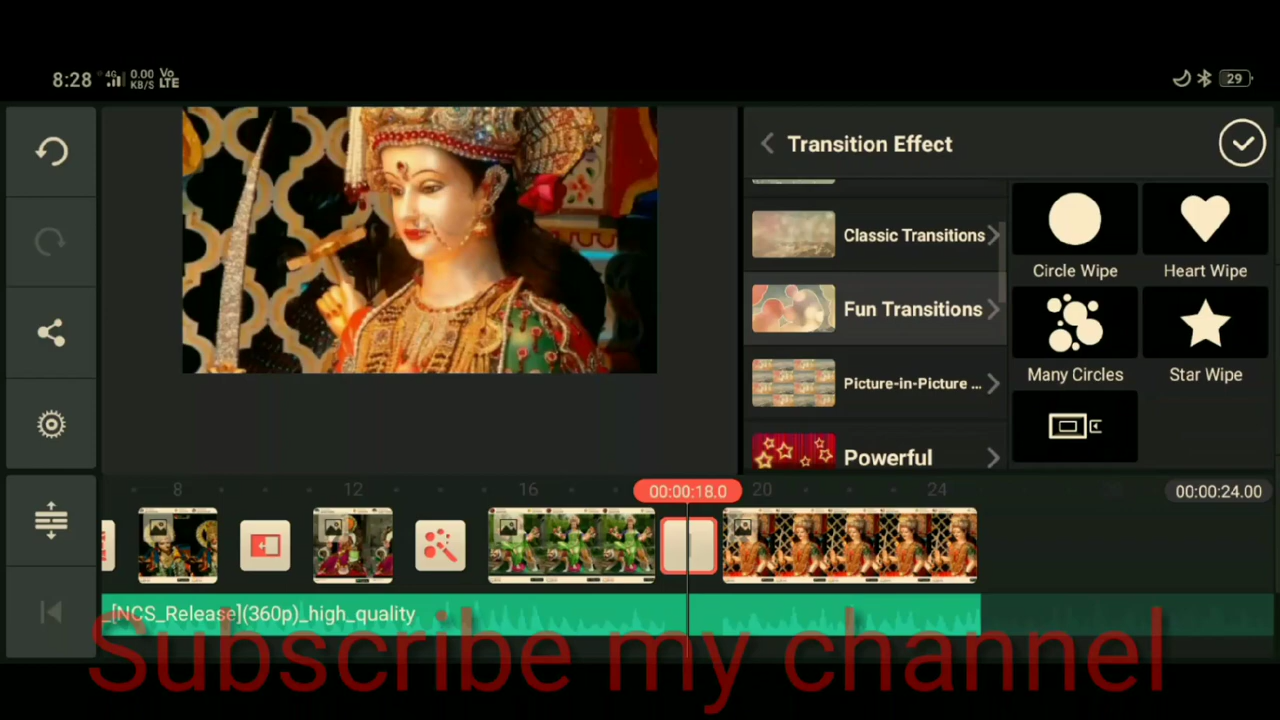 8:28 4G 0.00 KB/S Vo LTE 29
Transition Effect
Classic Transitions
Fun Transitions
Picture-in-Picture ...
Powerful
Circle Wipe
Heart Wipe
Many Circles
Star Wipe
8 12 16 00:00:18.0 20 24 00:00:24.00
_[NCS_Release](360p)_high_quality
Subscribe my channel